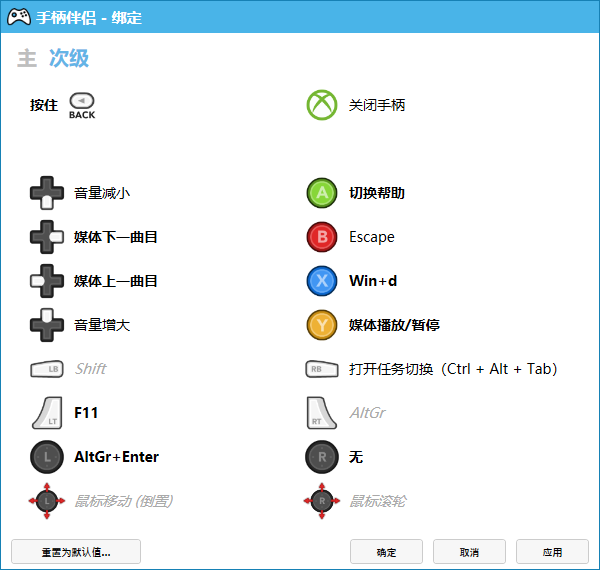 手柄伴侣 - 绑定
主 次级
按住 BACK 关闭手柄
音量减小 A 切换帮助
媒体下一曲目 B Escape
媒体上一曲目 X Win+d
音量增大 Y 媒体播放/暂停
LB Shift RB 打开任务切换（Ctrl + Alt + Tab）
LT F11 RT AltGr
L AltGr+Enter R 无
L 鼠标移动 (倒置) R 鼠标滚轮
重置为默认值... 确定 取消 应用